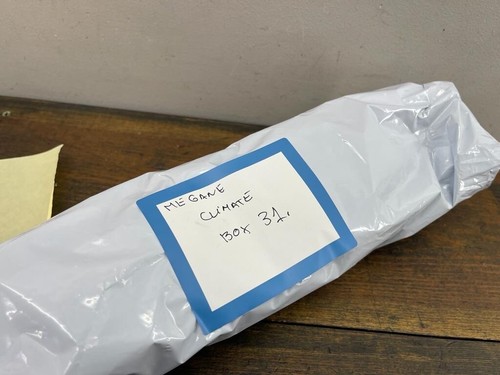 MEGANE
CLIMATE
BOX 31.